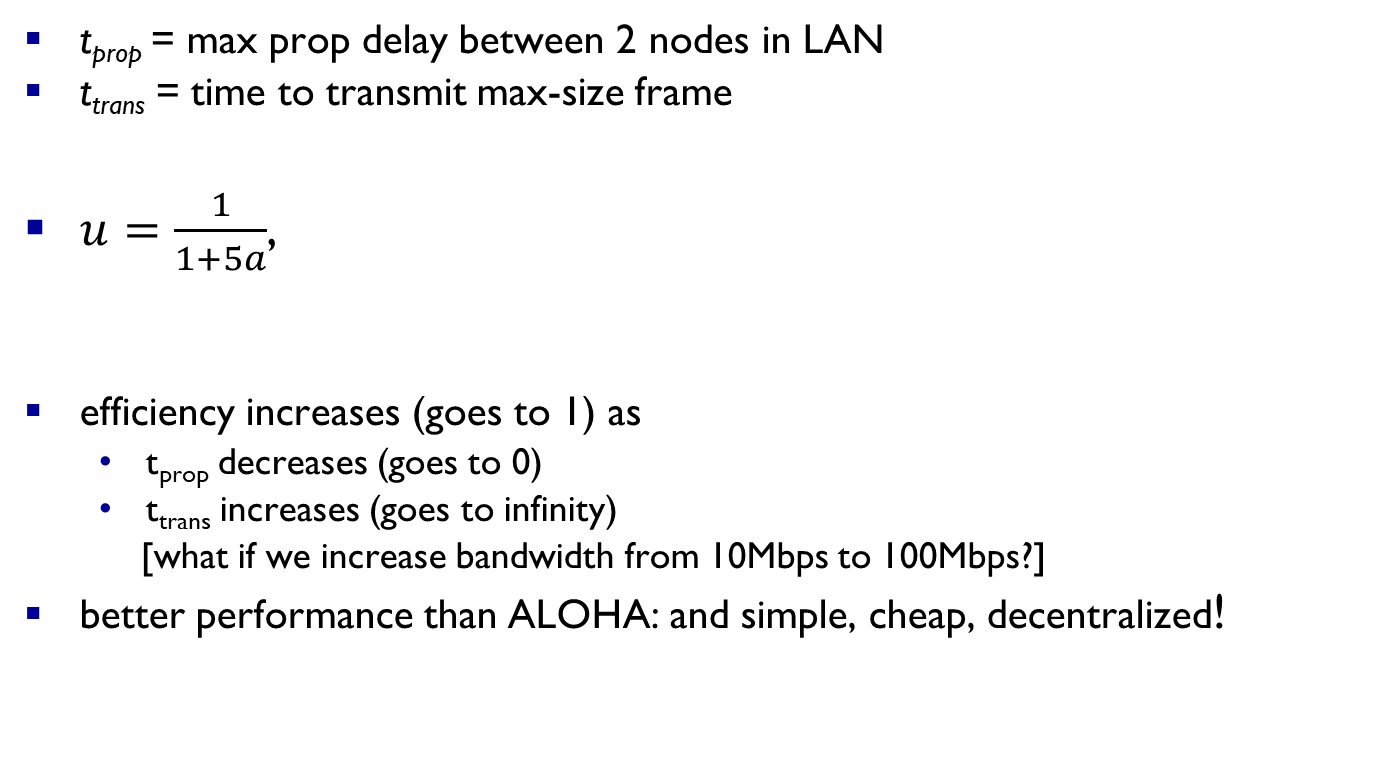 ▪ t_prop = max prop delay between 2 nodes in LAN
▪ t_trans = time to transmit max-size frame
▪ u = \frac{1}{1+5a},
▪ efficiency increases (goes to 1) as
• t_prop decreases (goes to 0)
• t_trans increases (goes to infinity)
[what if we increase bandwidth from 10Mbps to 100Mbps?]
▪ better performance than ALOHA: and simple, cheap, decentralized!